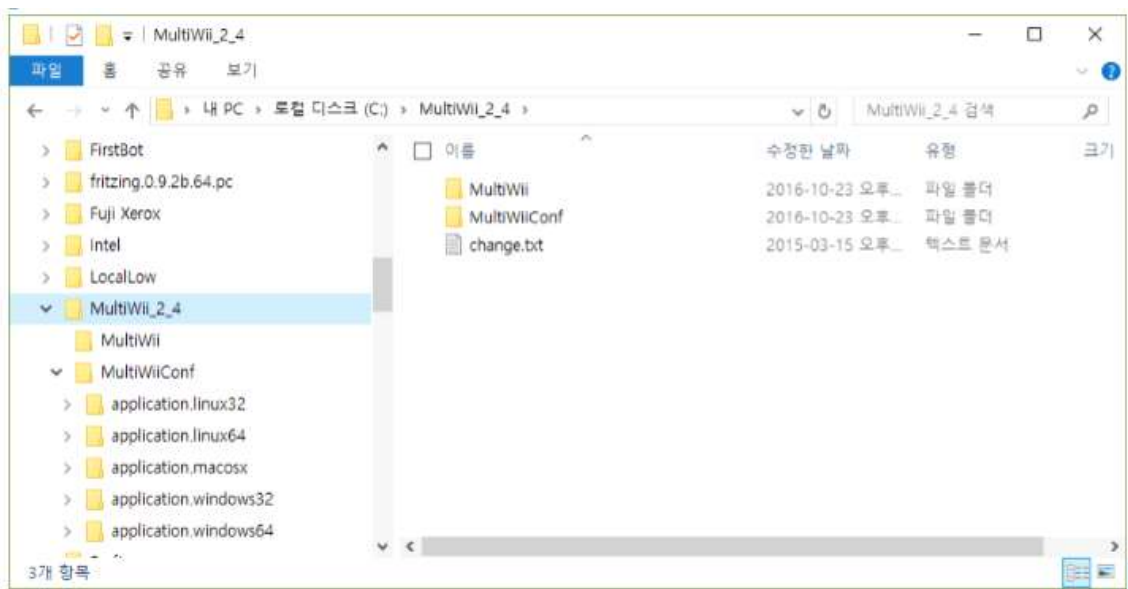 MultiWii_2_4
파일 홈 공유 보기
내 PC › 로컬 디스크 (C:) › MultiWii_2_4 ›
MultiWii_2_4 검색
FirstBot
fritzing.0.9.2b.64.pc
Fuji Xerox
Intel
LocalLow
MultiWii_2_4
MultiWii
MultiWiiConf
application.linux32
application.linux64
application.macosx
application.windows32
application.windows64
이름 수정한 날짜 유형 크기
MultiWii 2016-10-23 오후... 파일 폴더
MultiWiiConf 2016-10-23 오후... 파일 폴더
change.txt 2015-03-15 오후... 텍스트 문서
3개 항목